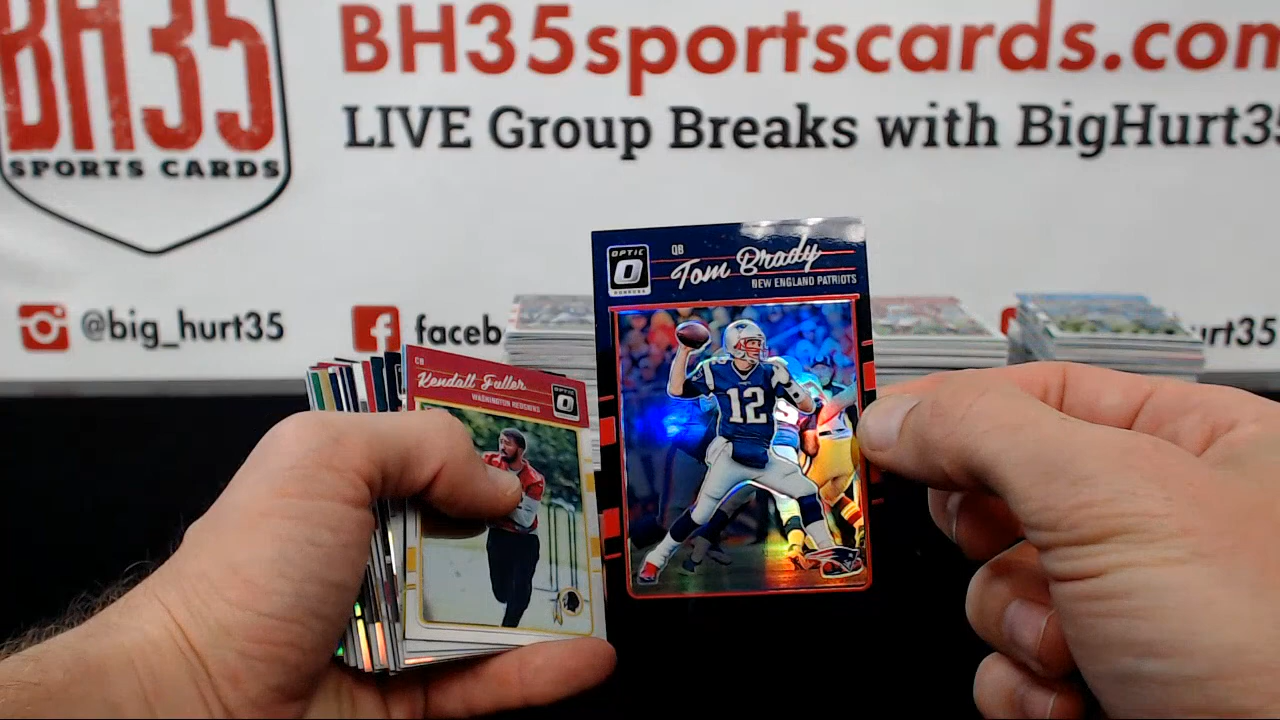 BH35
SPORTS CARDS
BH35sportscards.com
LIVE Group Breaks with BigHurt35
@big_hurt35
faceb
urt35
OPTIC
QB
Tom Brady
NEW ENGLAND PATRIOTS
12
CB
Kendall Fuller
WASHINGTON REDSKINS
OPTIC